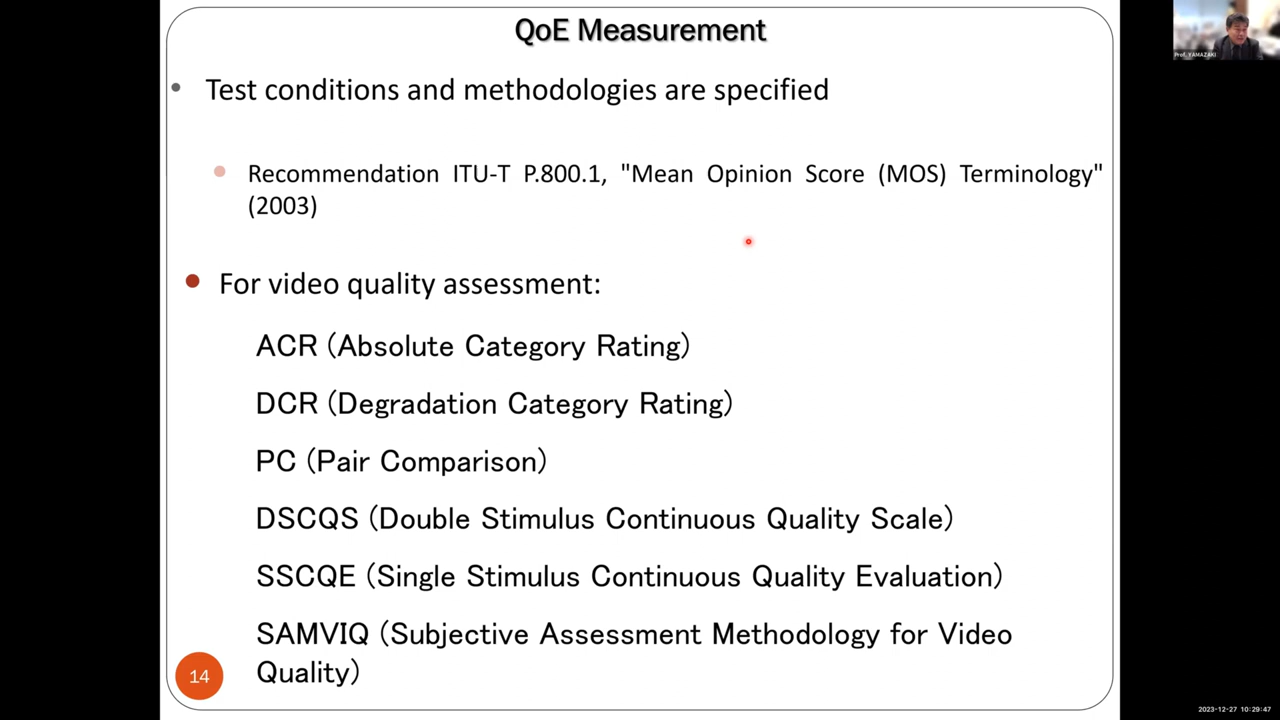 QoE Measurement
Prof. YAMAZAKI
• Test conditions and methodologies are specified
• Recommendation ITU-T P.800.1, "Mean Opinion Score (MOS) Terminology"
(2003)
• For video quality assessment:
ACR (Absolute Category Rating)
DCR (Degradation Category Rating)
PC (Pair Comparison)
DSCQS (Double Stimulus Continuous Quality Scale)
SSCQE (Single Stimulus Continuous Quality Evaluation)
SAMVIQ (Subjective Assessment Methodology for Video
Quality)
14
2023-12-27 10:29:47